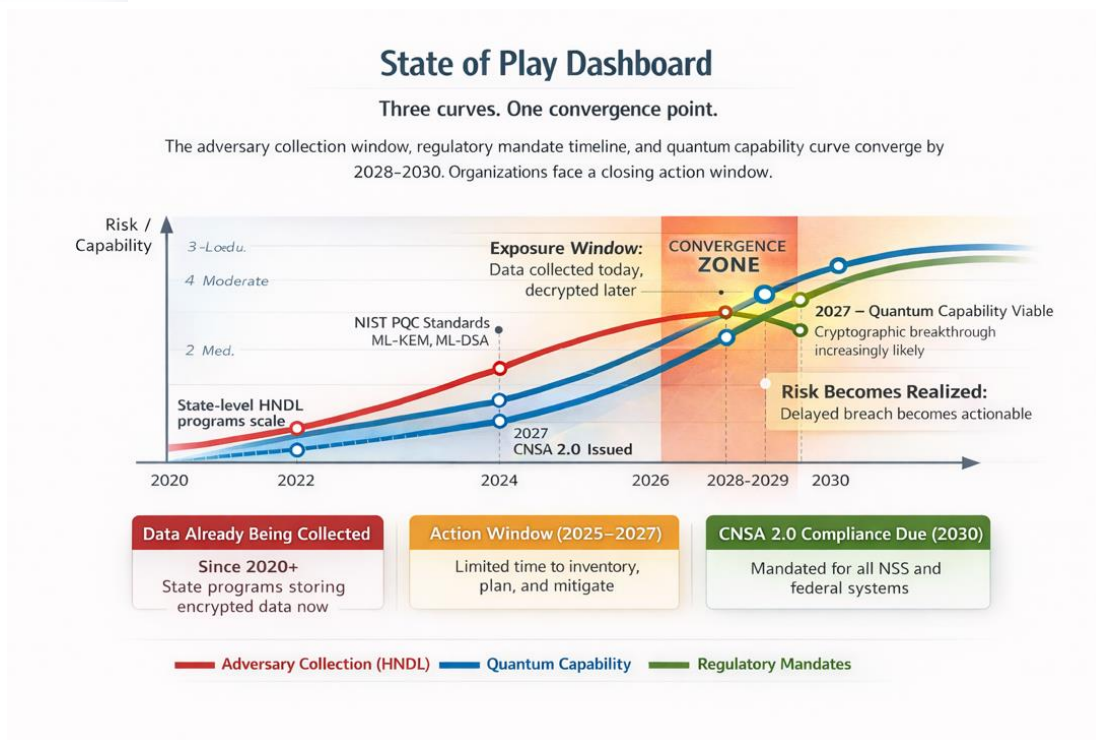 State of Play Dashboard
Three curves. One convergence point.
The adversary collection window, regulatory mandate timeline, and quantum capability curve converge by
2028–2030. Organizations face a closing action window.
Risk /
Capability
3 -Loedu.
4 Moderate
2 Med.
Exposure Window:
Data collected today,
decrypted later
CONVERGENCE
ZONE
NIST PQC Standards
ML-KEM, ML-DSA
2027 – Quantum Capability Viable
Cryptographic breakthrough
increasingly likely
State-level HNDL
programs scale
Risk Becomes Realized:
Delayed breach becomes actionable
2027
CNSA 2.0 Issued
2020
2022
2024
2026
2028-2029
2030
Data Already Being Collected
Since 2020+
State programs storing
encrypted data now
Action Window (2025–2027)
Limited time to inventory,
plan, and mitigate
CNSA 2.0 Compliance Due (2030)
Mandated for all NSS and
federal systems
Adversary Collection (HNDL)
Quantum Capability
Regulatory Mandates